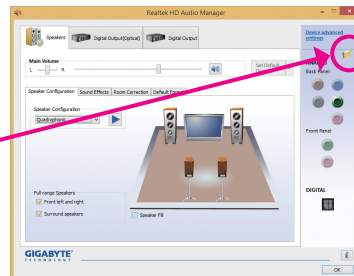 Realtek HD Audio Manager
Speakers
Digital Output(Optical)
Digital Output
Device advanced
settings
Main Volume
L
R
Set Default
Back Panel
Speaker Configuration
Sound Effects
Room Correction
Default Format
Speaker Configuration
Quadraphonic
Front Panel
Full-range Speakers
Front left and right
Surround speakers
Speaker Fill
DIGITAL
GIGABYTE
TECHNOLOGY
OK